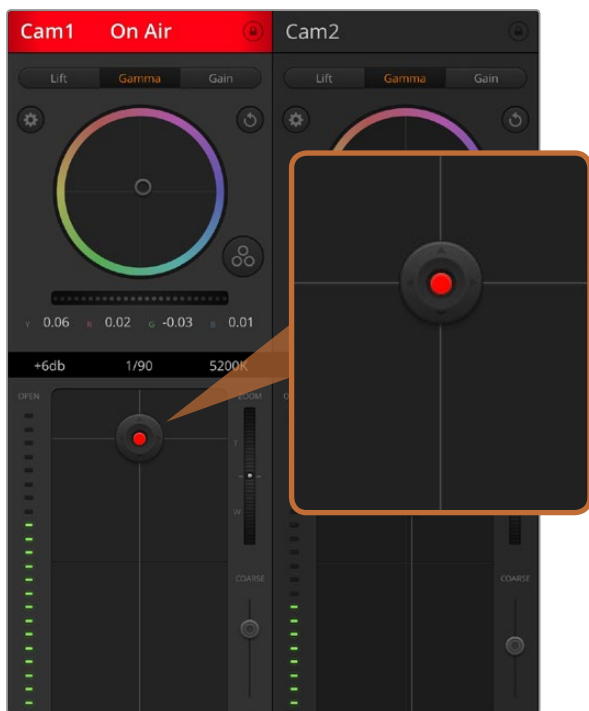 Cam1 On Air
Cam2
Lift Gamma Gain
Lift Gamma Gain
Y 0.06 R 0.02 G -0.03 B 0.01
+6db 1/90 5200K
OPEN
ZOOM
T
W
COARSE
COARSE